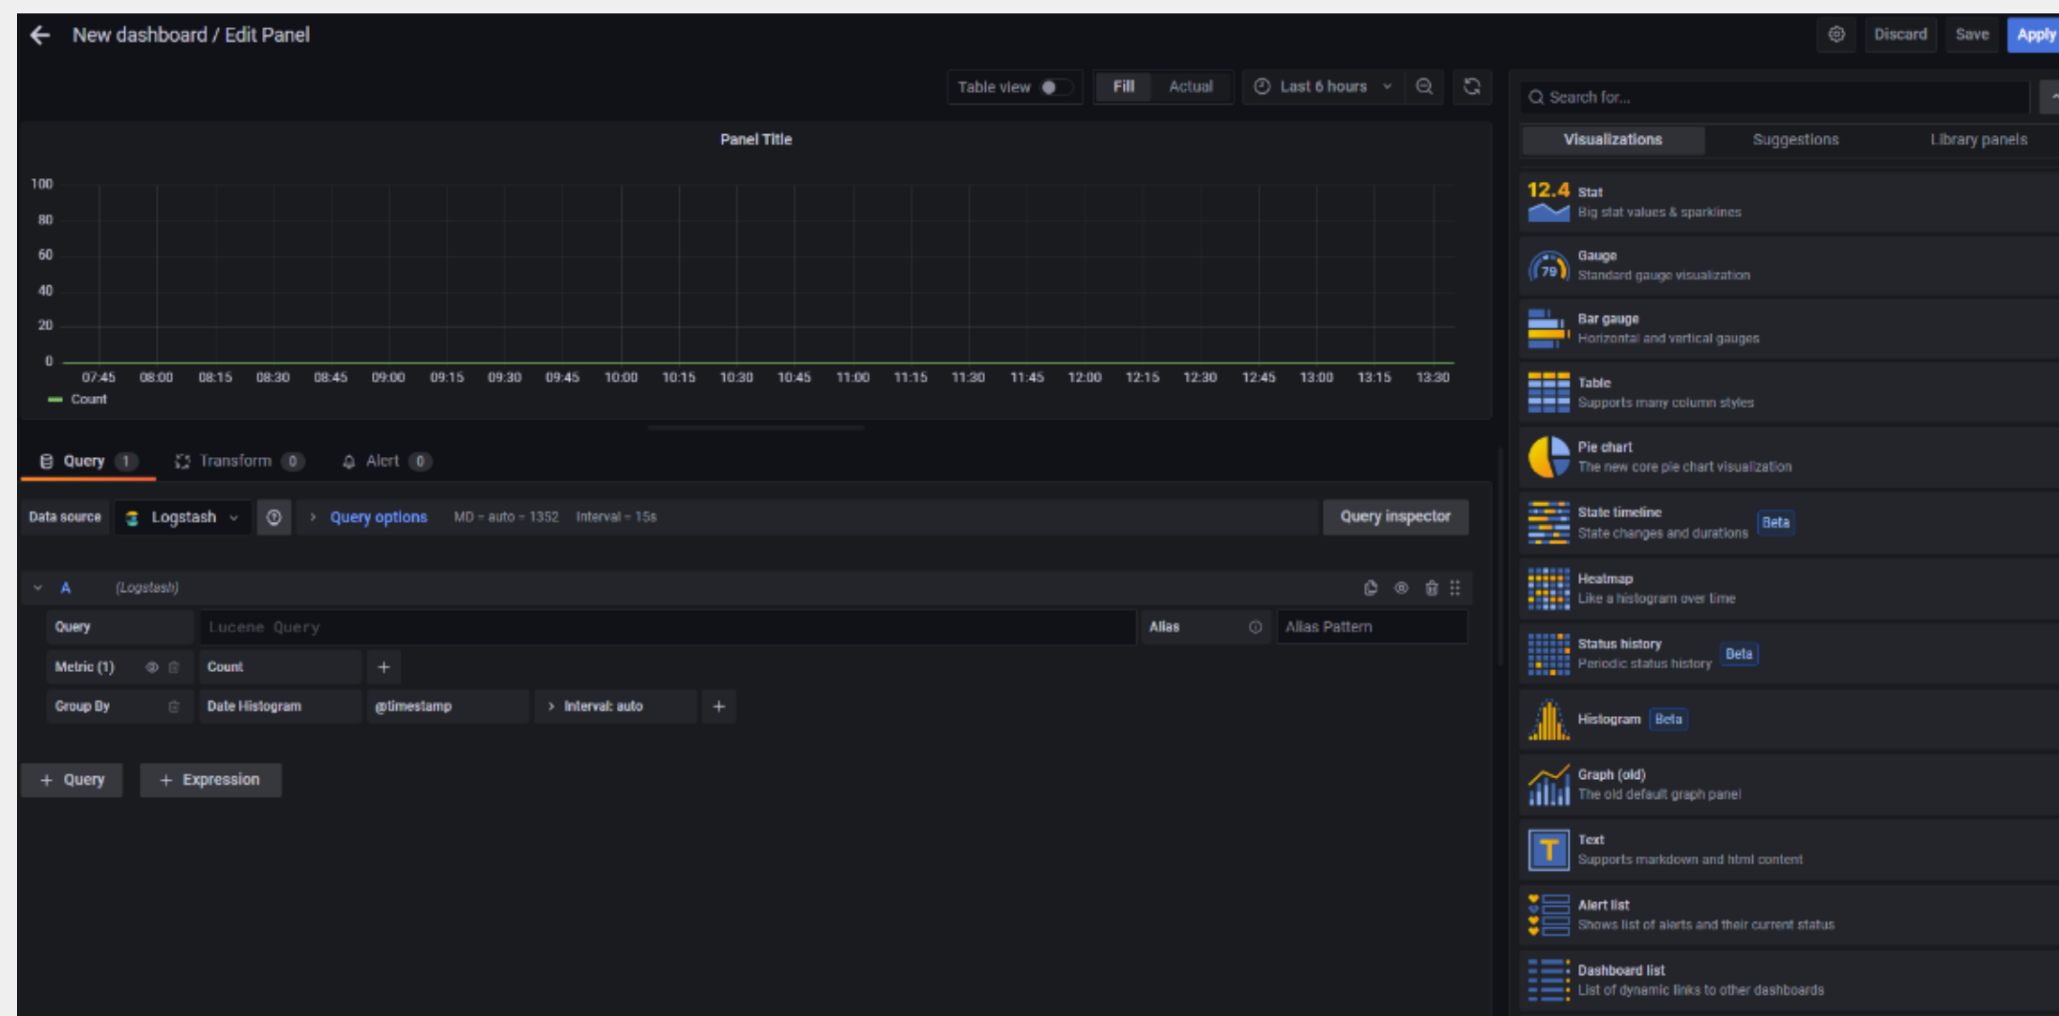 New dashboard / Edit Panel
Discard Save Apply
Table view Fill Actual Last 6 hours
Search for...
Visualizations Suggestions Library panels
Panel Title
100
80
60
40
20
0
07:45 08:00 08:15 08:30 08:45 09:00 09:15 09:30 09:45 10:00 10:15 10:30 10:45 11:00 11:15 11:30 11:45 12:00 12:15 12:30 12:45 13:00 13:15 13:30
Count
Query 1 Transform 0 Alert 0
Data source Logstash Query options MD = auto = 1352 Interval = 15s Query inspector
A (Logstash)
Query Lucene Query Alias Alias Pattern
Metric (1) Count +
Group By Date Histogram @timestamp > Interval: auto +
+ Query + Expression
12.4 Stat
Big stat values & sparklines
79 Gauge
Standard gauge visualization
Bar gauge
Horizontal and vertical gauges
Table
Supports many column styles
Pie chart
The new core pie chart visualization
State timeline
State changes and durations Beta
Heatmap
Like a histogram over time
Status history
Periodic status history Beta
Histogram Beta
Graph (old)
The old default graph panel
T Text
Supports markdown and html content
Alert list
Shows list of alerts and their current status
Dashboard list
List of dynamic links to other dashboards